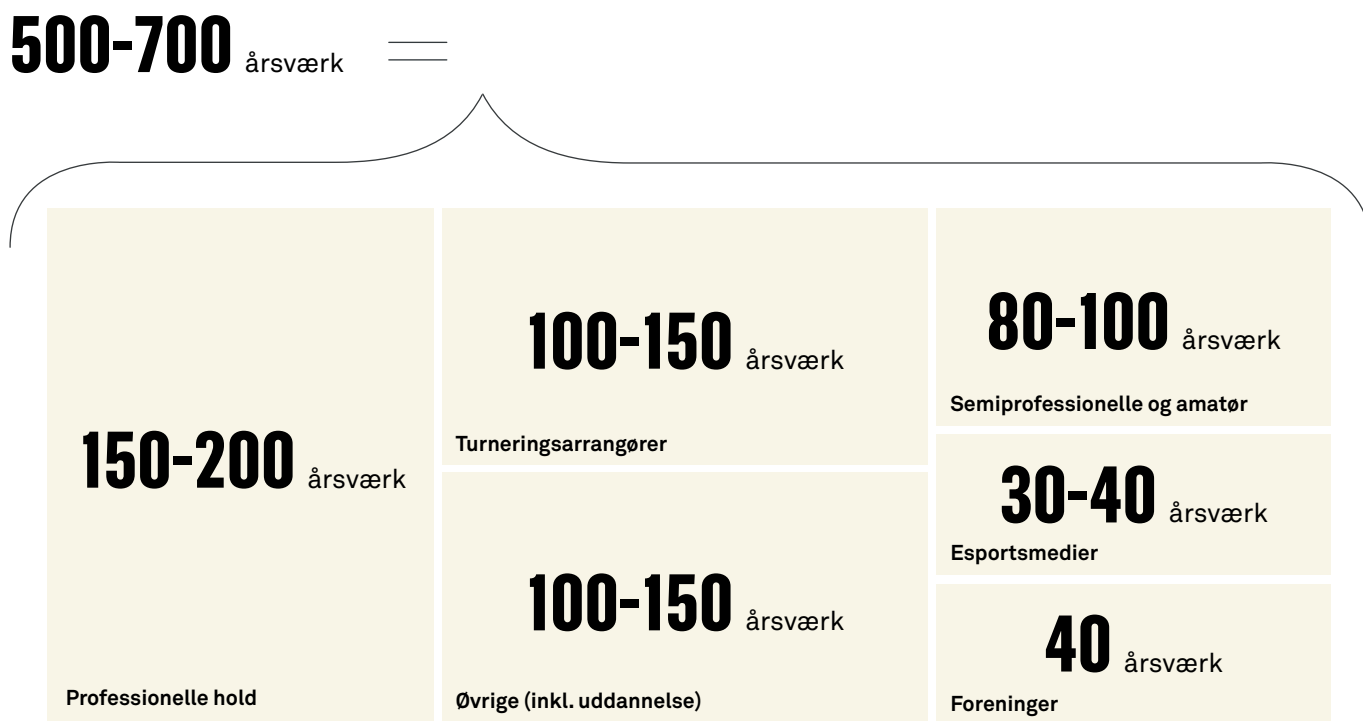 500-700 årsværk
150-200 årsværk
Professionelle hold
100-150 årsværk
Turneringsarrangører
100-150 årsværk
Øvrige (inkl. uddannelse)
80-100 årsværk
Semiprofessionelle og amatør
30-40 årsværk
Esportsmedier
40 årsværk
Foreninger